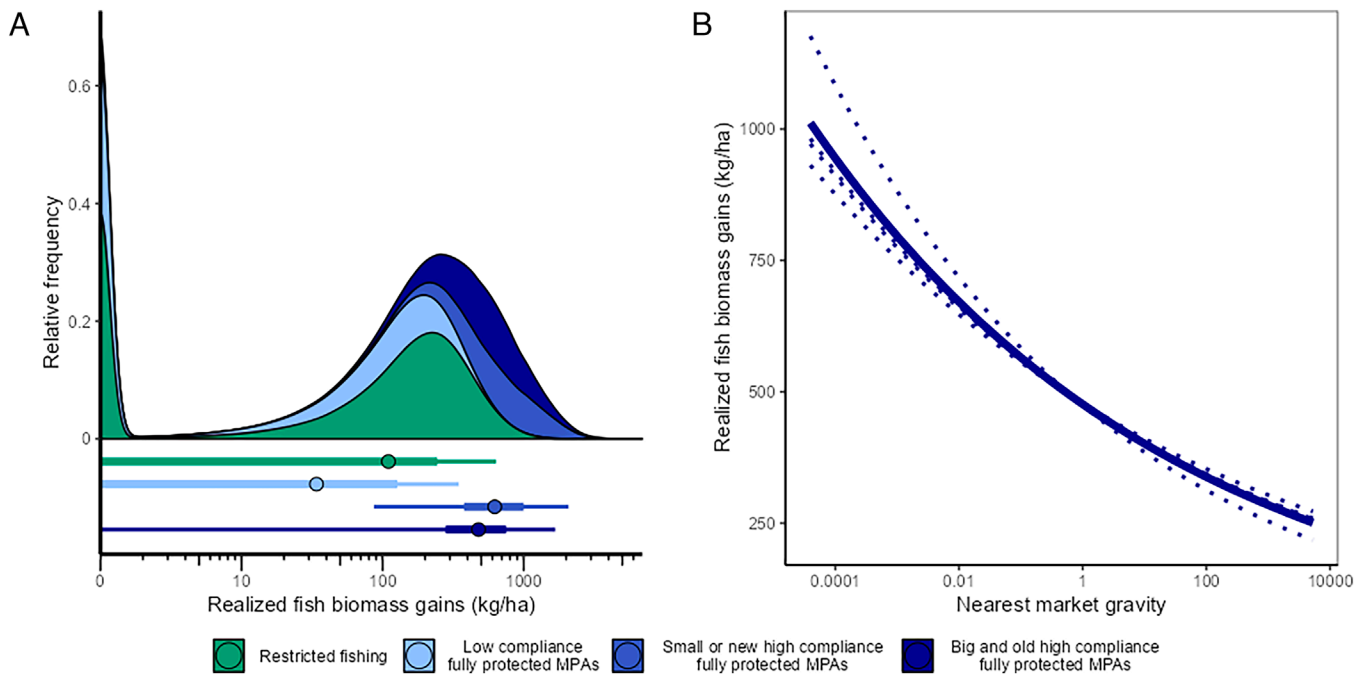 A
Relative frequency
0.6
0.4
0.2
0
0
10
100
1000
Realized fish biomass gains (kg/ha)
B
Realized fish biomass gains (kg/ha)
1000
750
500
250
0.0001
0.01
1
100
10000
Nearest market gravity
Restricted fishing
Low compliance
fully protected MPAs
Small or new high compliance
fully protected MPAs
Big and old high compliance
fully protected MPAs